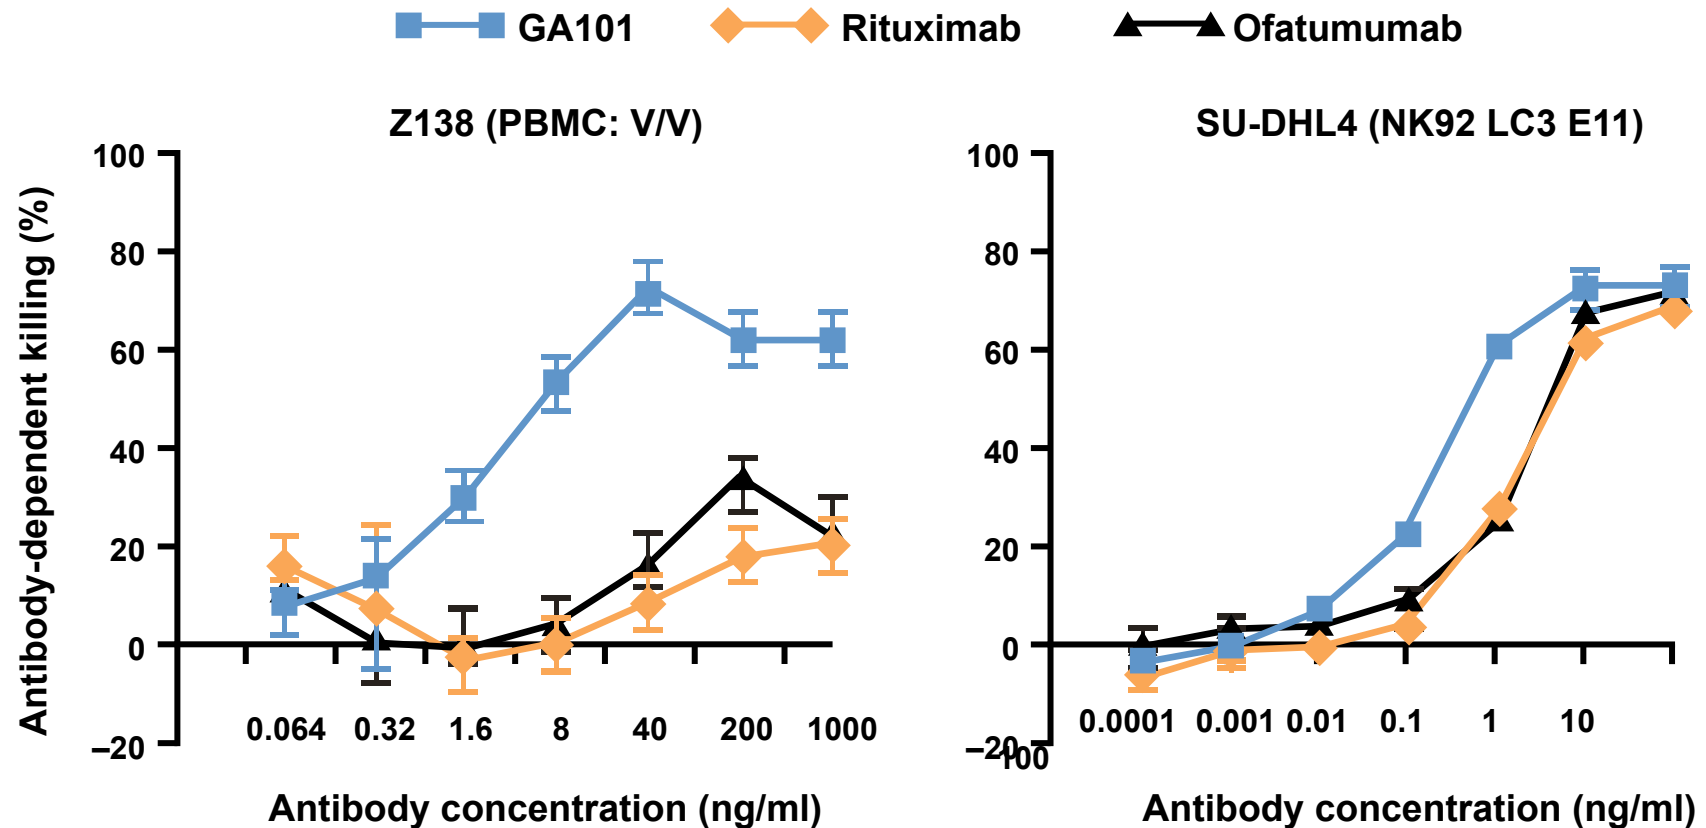 GA101 Rituximab Ofatumumab
Z138 (PBMC: V/V)
100
80
60
40
20
0
−20
Antibody-dependent killing (%)
0.064 0.32 1.6 8 40 200 1000
Antibody concentration (ng/ml)
SU-DHL4 (NK92 LC3 E11)
100
80
60
40
20
0
−20
0.0001 0.001 0.01 0.1 1 10
100
Antibody concentration (ng/ml)